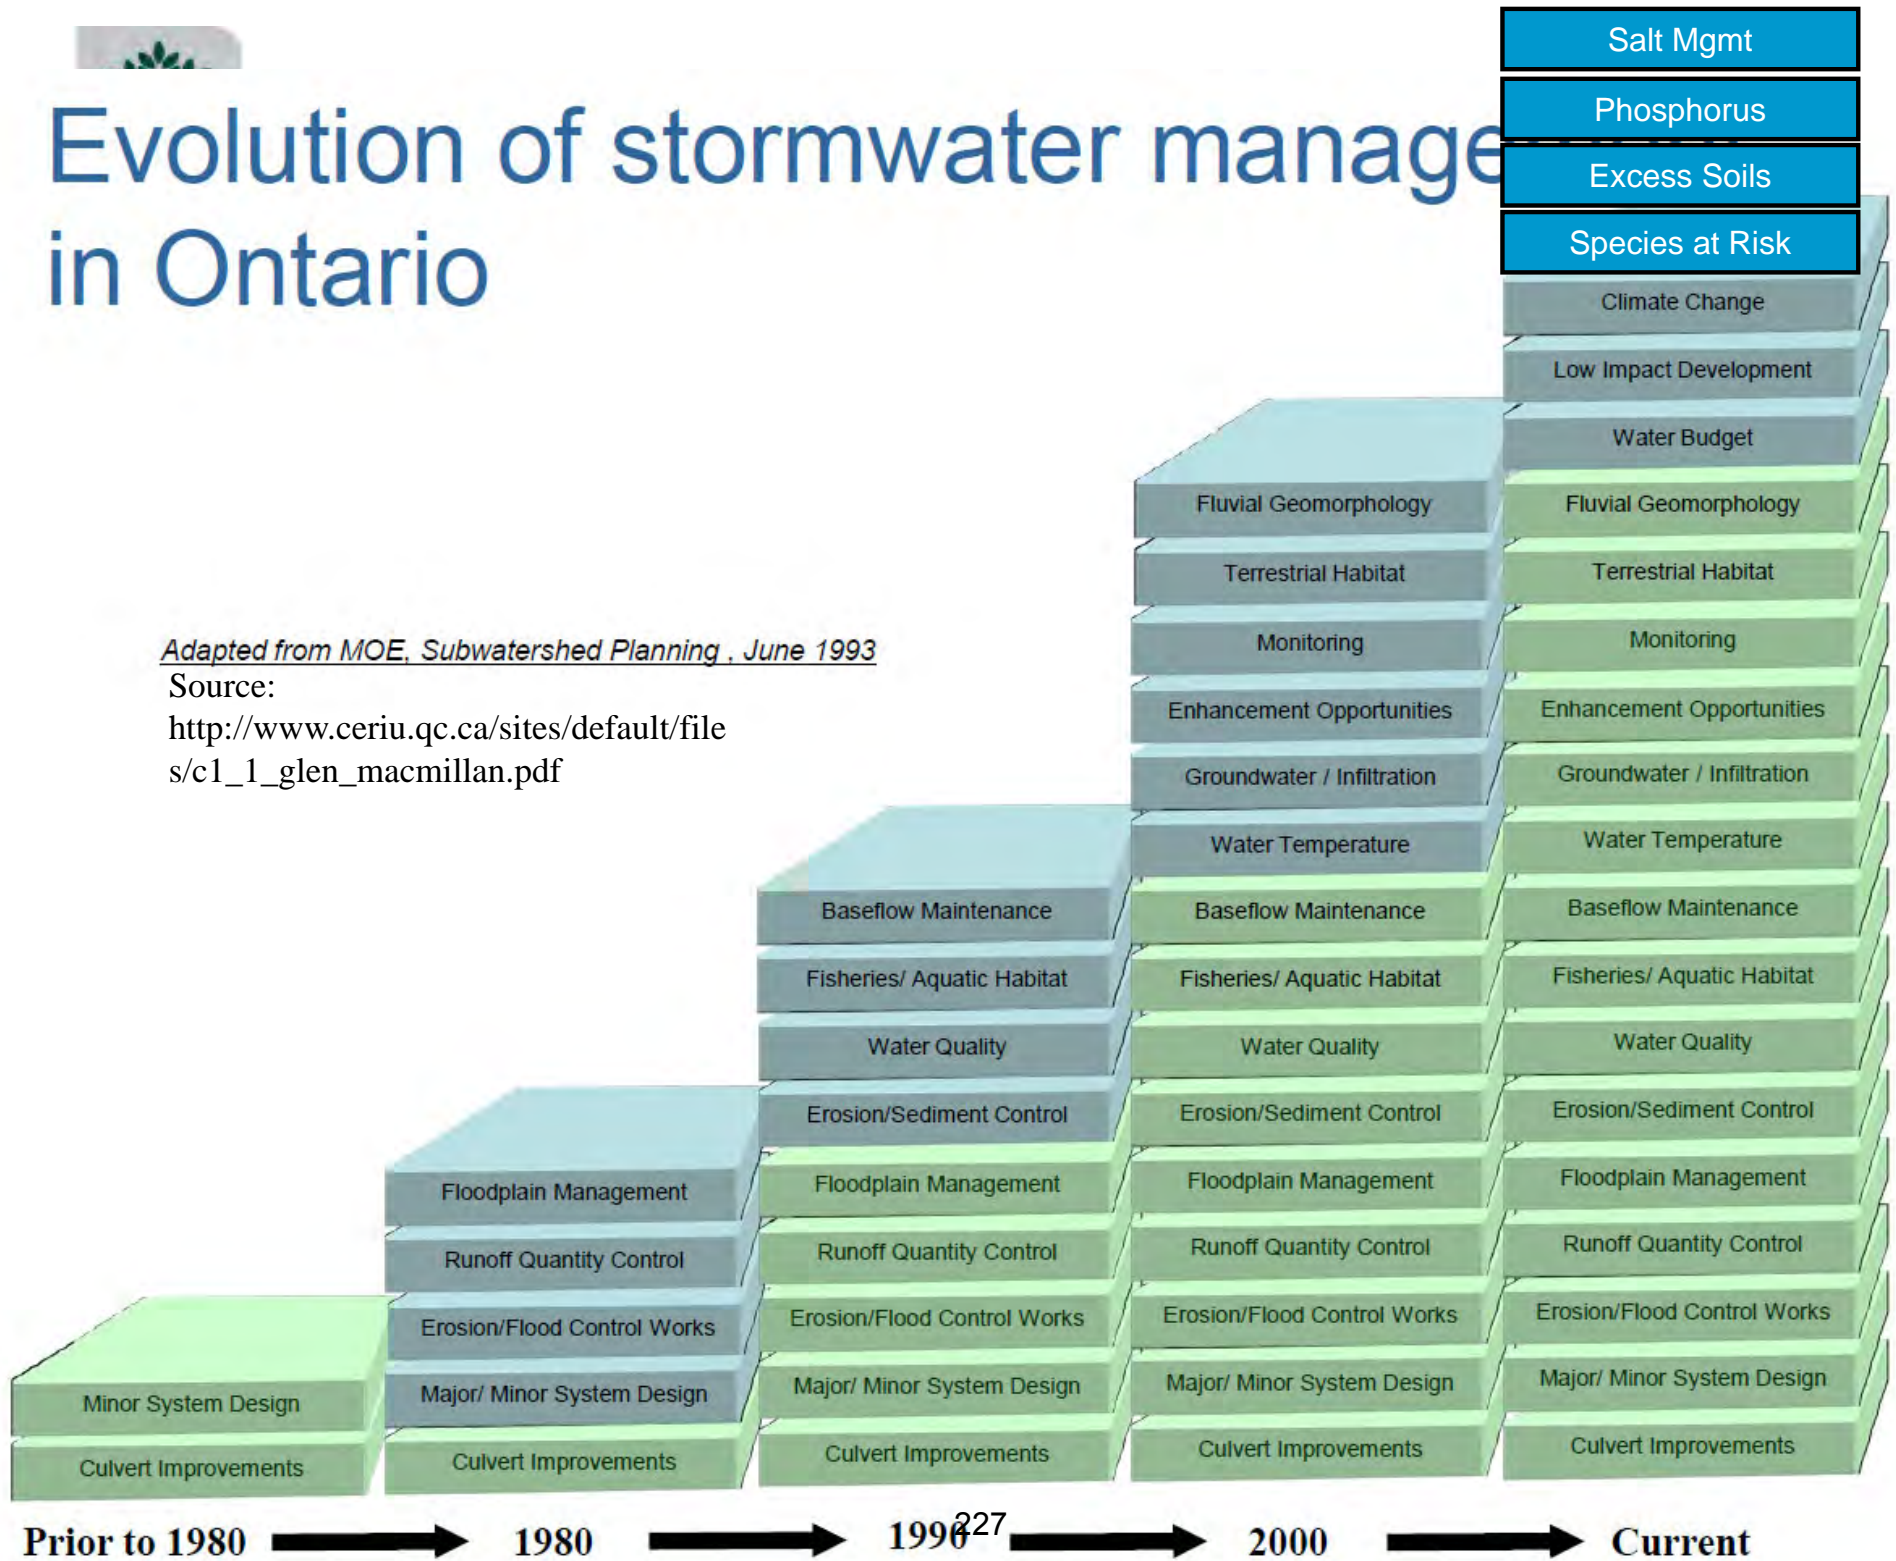 Evolution of stormwater manage
in Ontario
Salt Mgmt
Phosphorus
Excess Soils
Species at Risk
Adapted from MOE, Subwatershed Planning , June 1993
Source:
http://www.ceriu.qc.ca/sites/default/file
s/c1_1_glen_macmillan.pdf
Minor System Design
Culvert Improvements
Floodplain Management
Runoff Quantity Control
Erosion/Flood Control Works
Major/ Minor System Design
Culvert Improvements
Baseflow Maintenance
Fisheries/ Aquatic Habitat
Water Quality
Erosion/Sediment Control
Floodplain Management
Runoff Quantity Control
Erosion/Flood Control Works
Major/ Minor System Design
Culvert Improvements
Fluvial Geomorphology
Terrestrial Habitat
Monitoring
Enhancement Opportunities
Groundwater / Infiltration
Water Temperature
Baseflow Maintenance
Fisheries/ Aquatic Habitat
Water Quality
Erosion/Sediment Control
Floodplain Management
Runoff Quantity Control
Erosion/Flood Control Works
Major/ Minor System Design
Culvert Improvements
Climate Change
Low Impact Development
Water Budget
Fluvial Geomorphology
Terrestrial Habitat
Monitoring
Enhancement Opportunities
Groundwater / Infiltration
Water Temperature
Baseflow Maintenance
Fisheries/ Aquatic Habitat
Water Quality
Erosion/Sediment Control
Floodplain Management
Runoff Quantity Control
Erosion/Flood Control Works
Major/ Minor System Design
Culvert Improvements
Prior to 1980 1980 1990 2000 Current
227